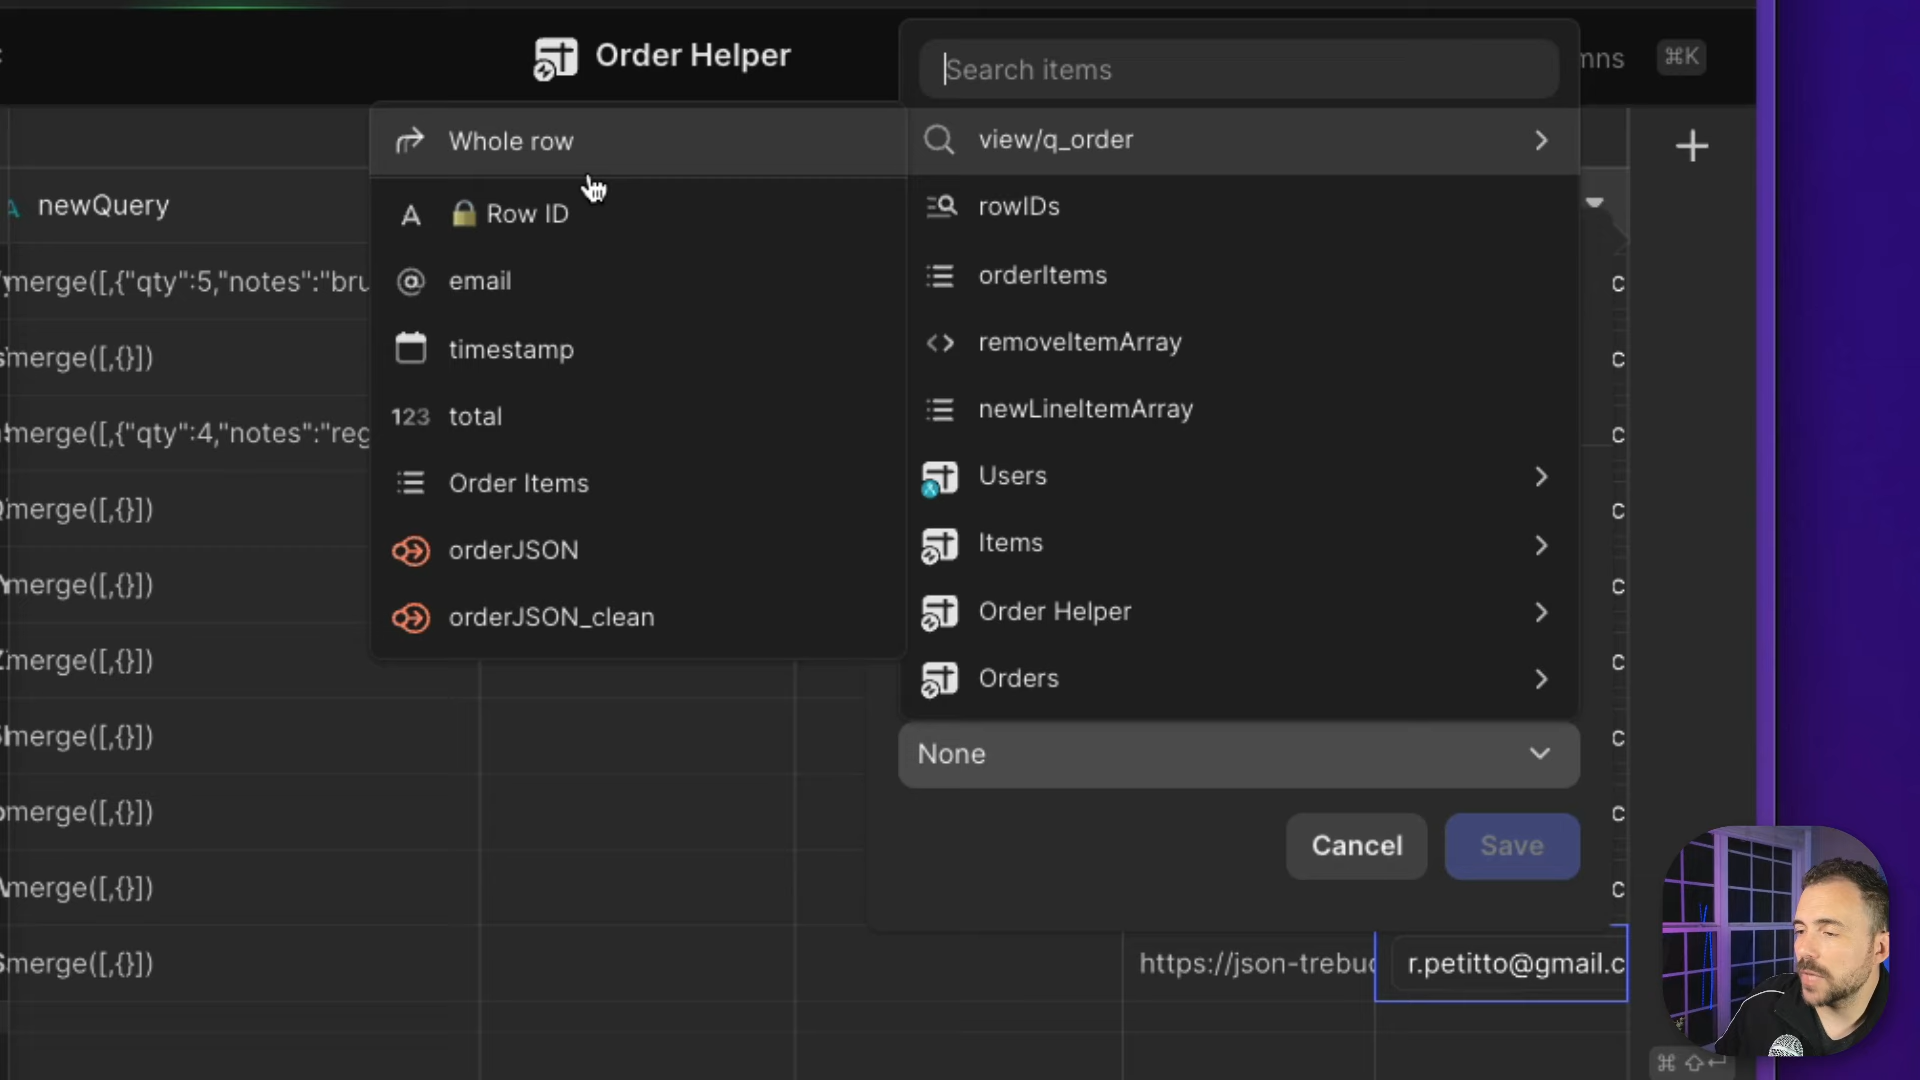 Order Helper
Search items
mns
⌘K
Whole row
Row ID
email
timestamp
123 total
Order Items
orderJSON
orderJSON_clean
view/q_order
rowIDs
orderItems
removeItemArray
newLineItemArray
Users
Items
Order Helper
Orders
None
Cancel
Save
newQuery
merge([,{"qty":5,"notes":"bru
merge([,{}])
merge([,{"qty":4,"notes":"reg
merge([,{}])
merge([,{}])
merge([,{}])
merge([,{}])
merge([,{}])
merge([,{}])
merge([,{}])
https://json-trebuc
r.petitto@gmail.c
c
c
c
c
c
c
c
c
c